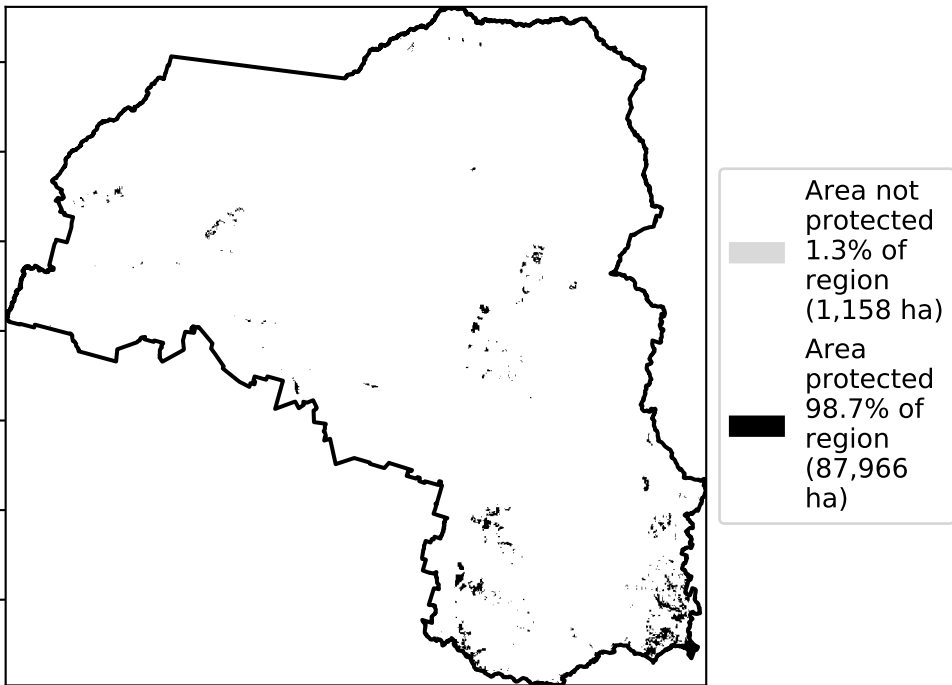 Area not
protected
1.3% of
region
(1,158 ha)
Area
protected
98.7% of
region
(87,966
ha)